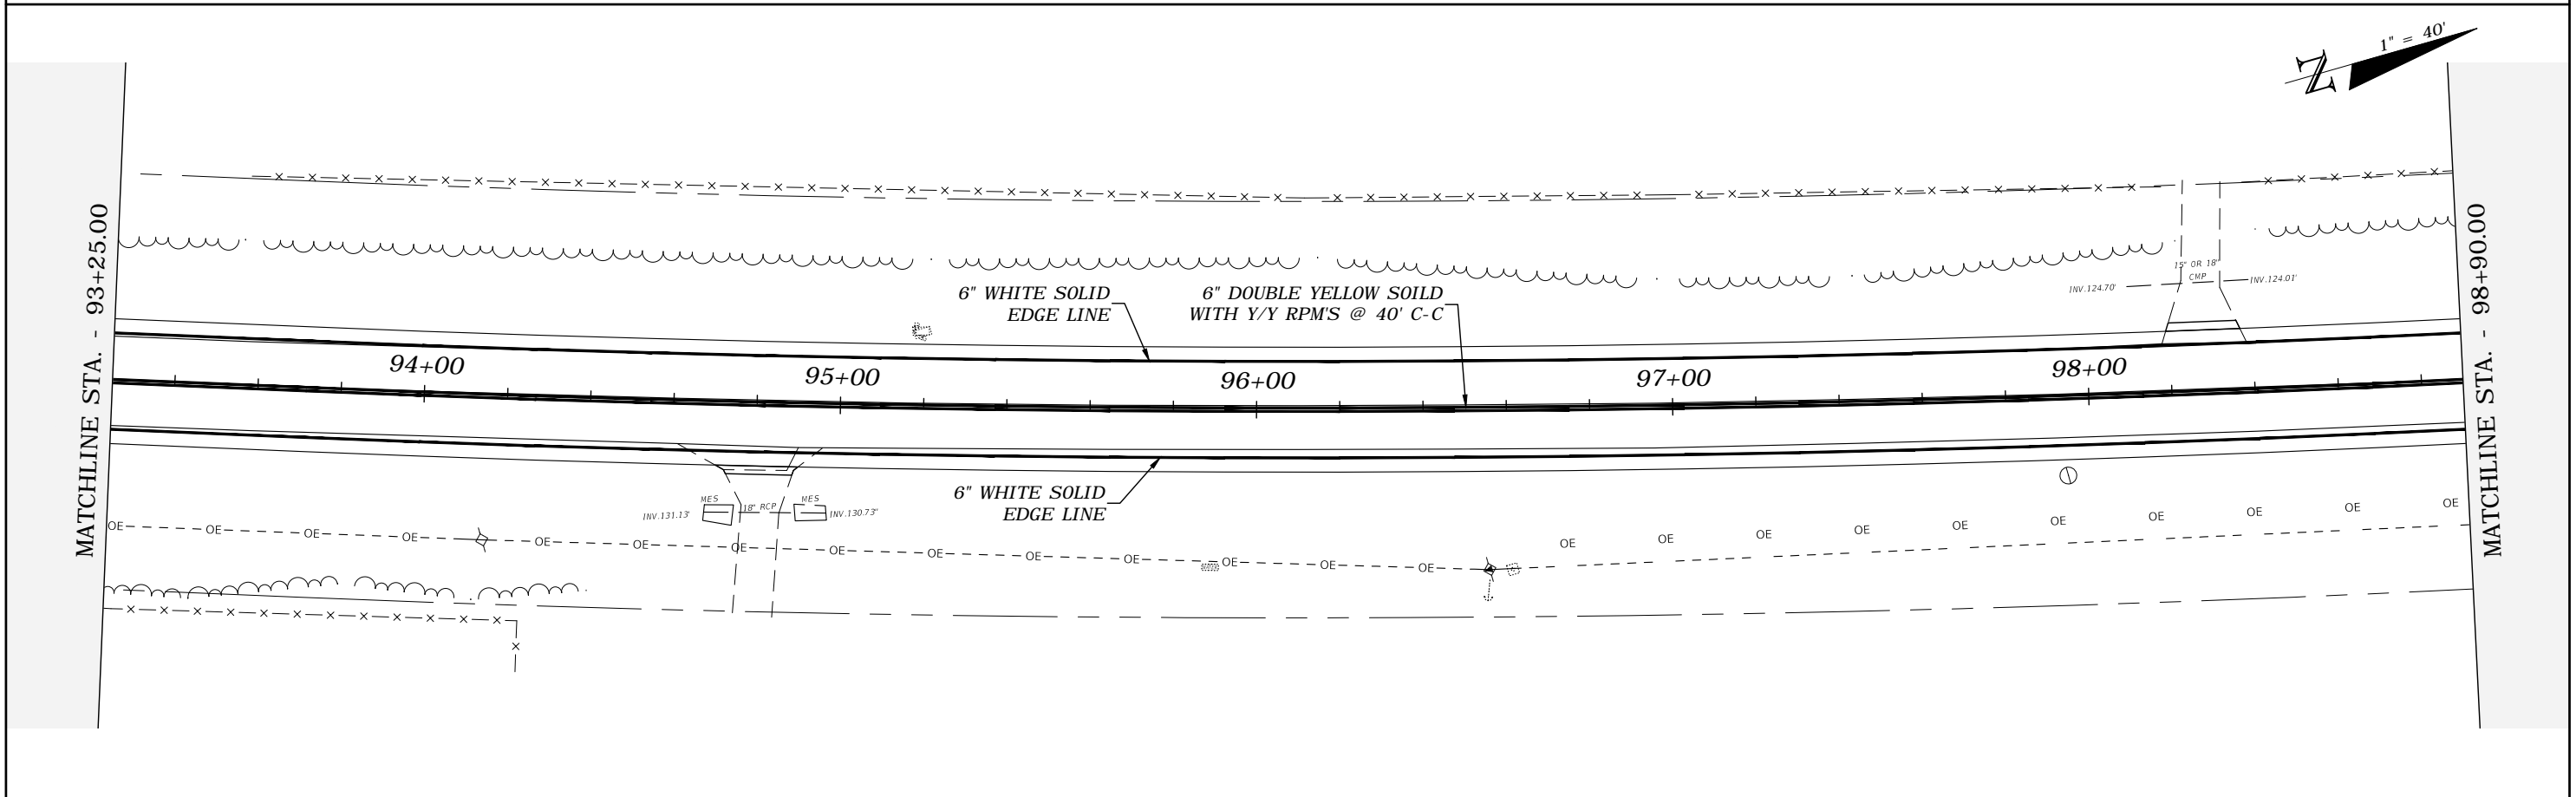 1" = 40'
N
MATCHLINE STA. - 93+25.00
MATCHLINE STA. - 98+90.00
15" OR 18"
CMP
INV.124.70'
INV.124.01'
6" WHITE SOLID
EDGE LINE
6" DOUBLE YELLOW SOILD
WITH Y/Y RPM'S @ 40' C-C
94+00
95+00
96+00
97+00
98+00
MES
18" RCP
MES
INV.131.13'
INV.130.73"
6" WHITE SOLID
EDGE LINE
OE OE OE OE OE OE OE OE OE OE OE OE OE OE OE OE OE OE OE OE OE OE OE OE